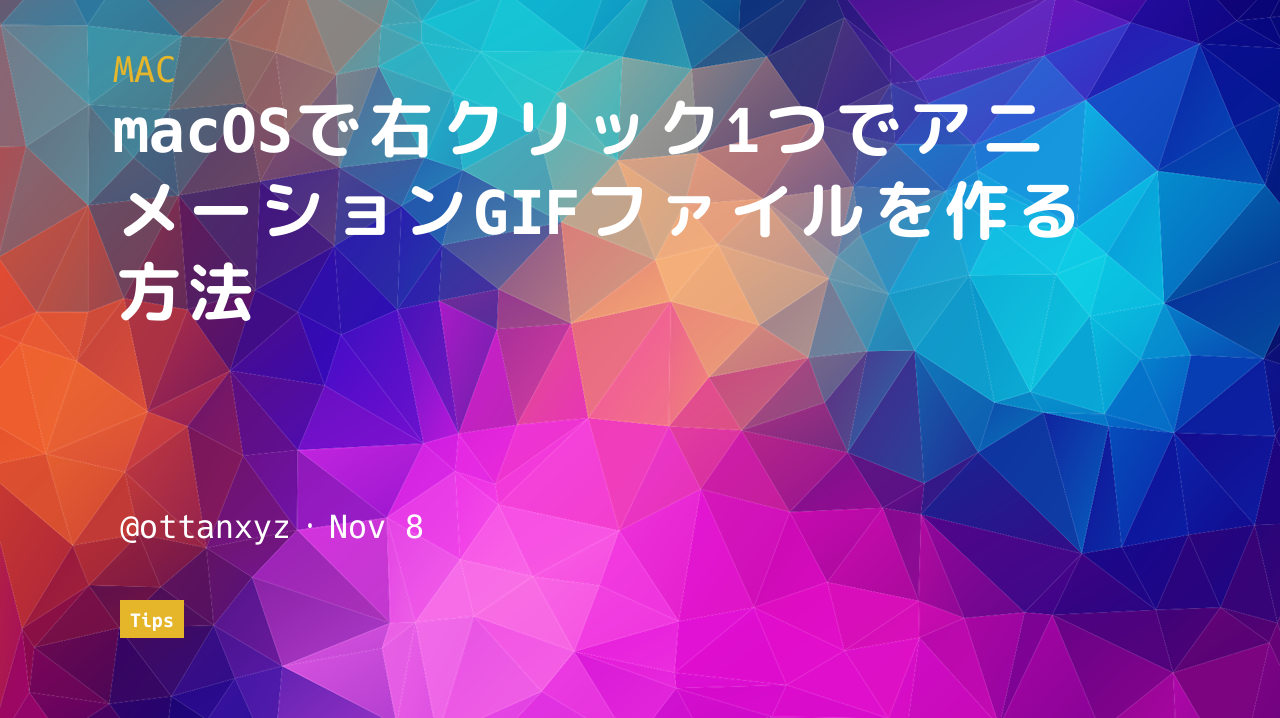 MAC
macOSで右クリック1つでアニ
メーションGIFファイルを作る
方法
@ottanxyz・Nov 8
Tips